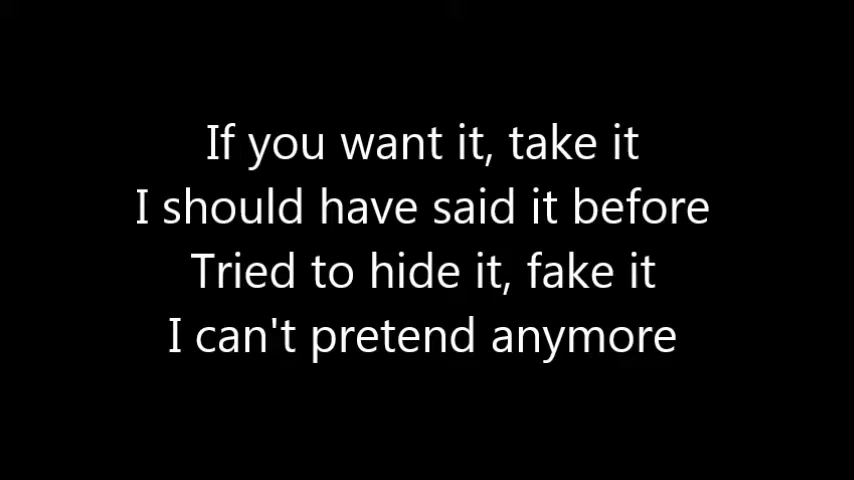 If you want it, take it
I should have said it before
Tried to hide it, fake it
I can't pretend anymore